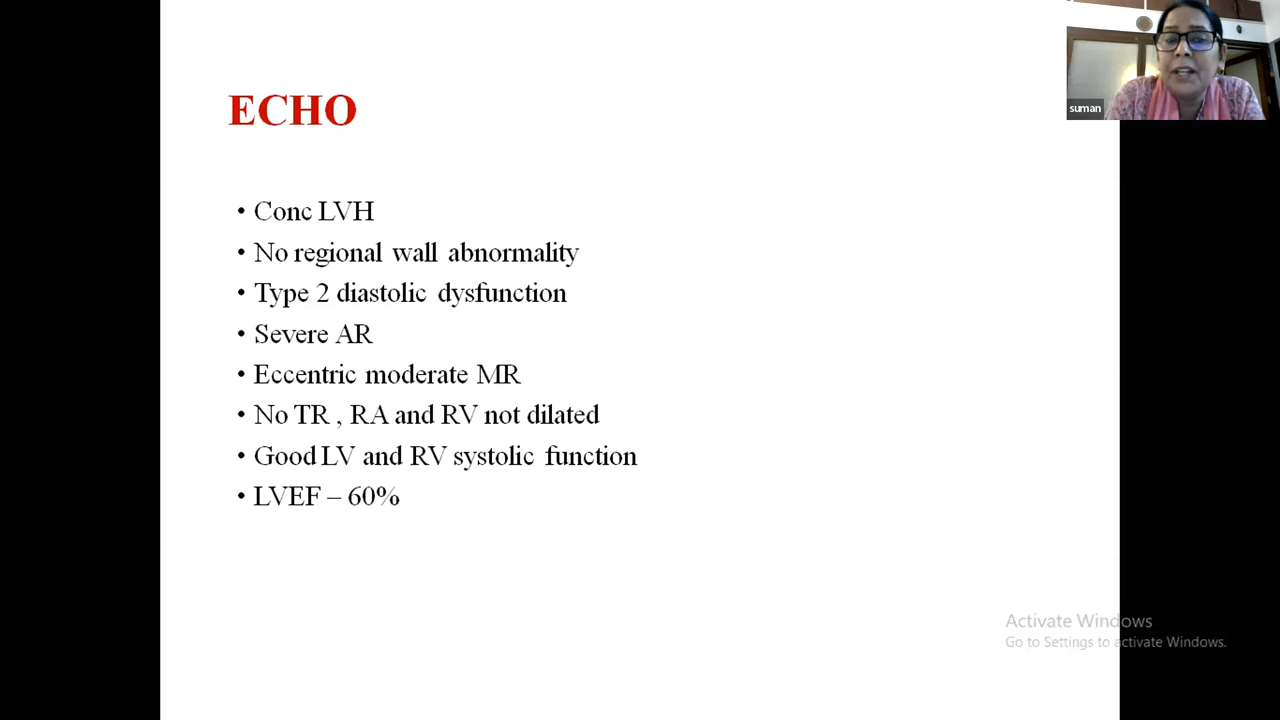 suman
ECHO
• Conc LVH
• No regional wall abnormality
• Type 2 diastolic dysfunction
• Severe AR
• Eccentric moderate MR
• No TR , RA and RV not dilated
• Good LV and RV systolic function
• LVEF – 60%
Activate Windows
Go to Settings to activate Windows.